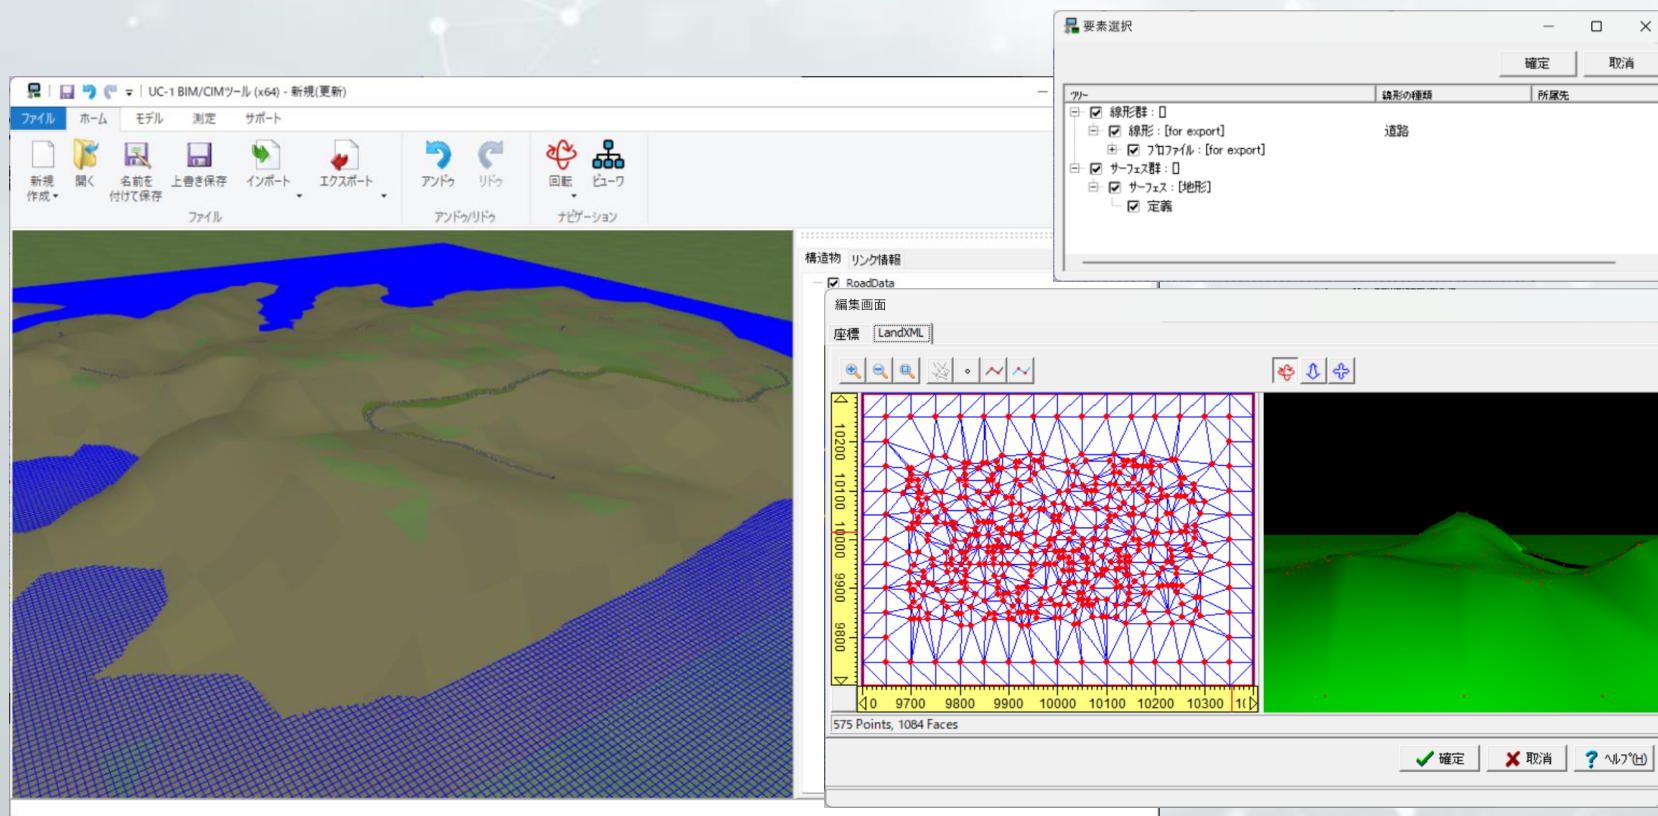 UC-1 BIM/CIMツール (x64) - 新規(更新)
ファイル ホーム モデル 測定 サポート
新規作成 開く 名前を付けて保存 上書き保存 インポート エクスポート アンドゥ リドゥ 回転 ビューワ
ファイル アンドゥ/リドゥ ナビゲーション
構造物 リンク情報
RoadData
要素選択
確定 取消
ツリー 線形の種類 所属先
線形群 : []
線形 : [for export] 道路
プロファイル : [for export]
サーフェス群 : []
サーフェス : [地形]
定義
編集画面
座標 LandXML
10200
10100
10000
9900
9800
0 9700 9800 9900 10000 10100 10200 10300
575 Points, 1084 Faces
確定 取消 ヘルプ(H)